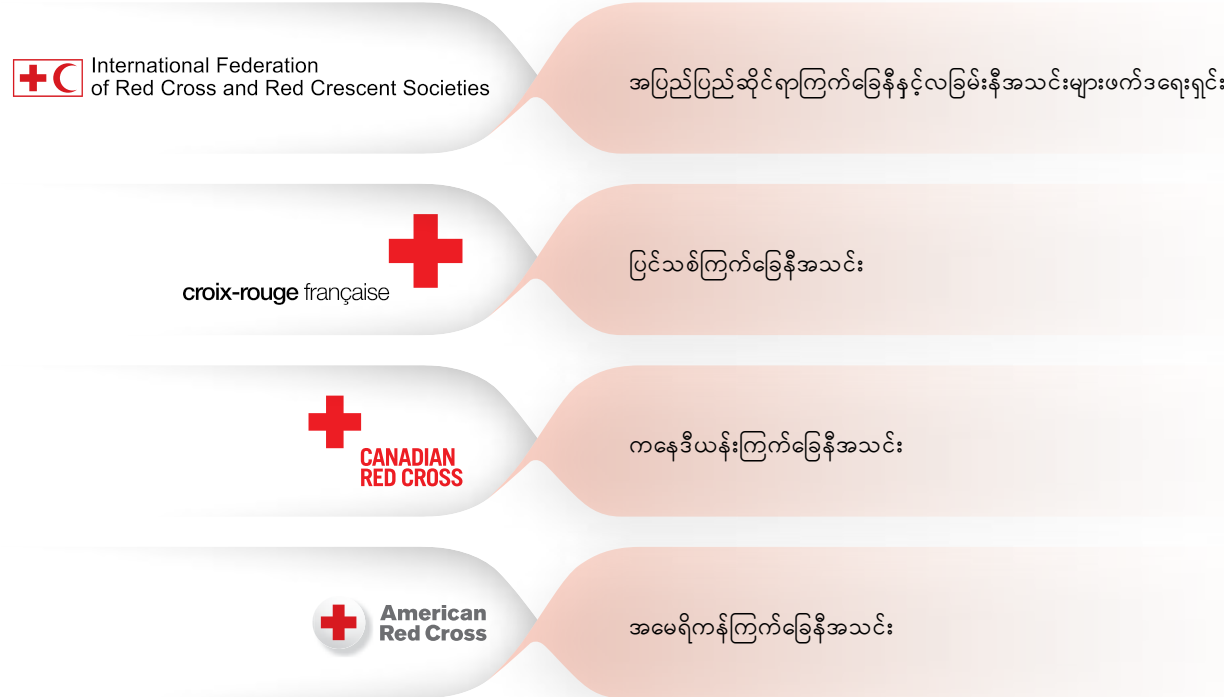 International Federation
of Red Cross and Red Crescent Societies
အပြည်ပြည်ဆိုင်ရာကြက်ခြေနီနှင့်လခြမ်းနီအသင်းများဖက်ဒရေးရှင်း
croix-rouge française
ပြင်သစ်ကြက်ခြေနီအသင်း
CANADIAN
RED CROSS
ကနေဒီယန်းကြက်ခြေနီအသင်း
American
Red Cross
အမေရိကန်ကြက်ခြေနီအသင်း